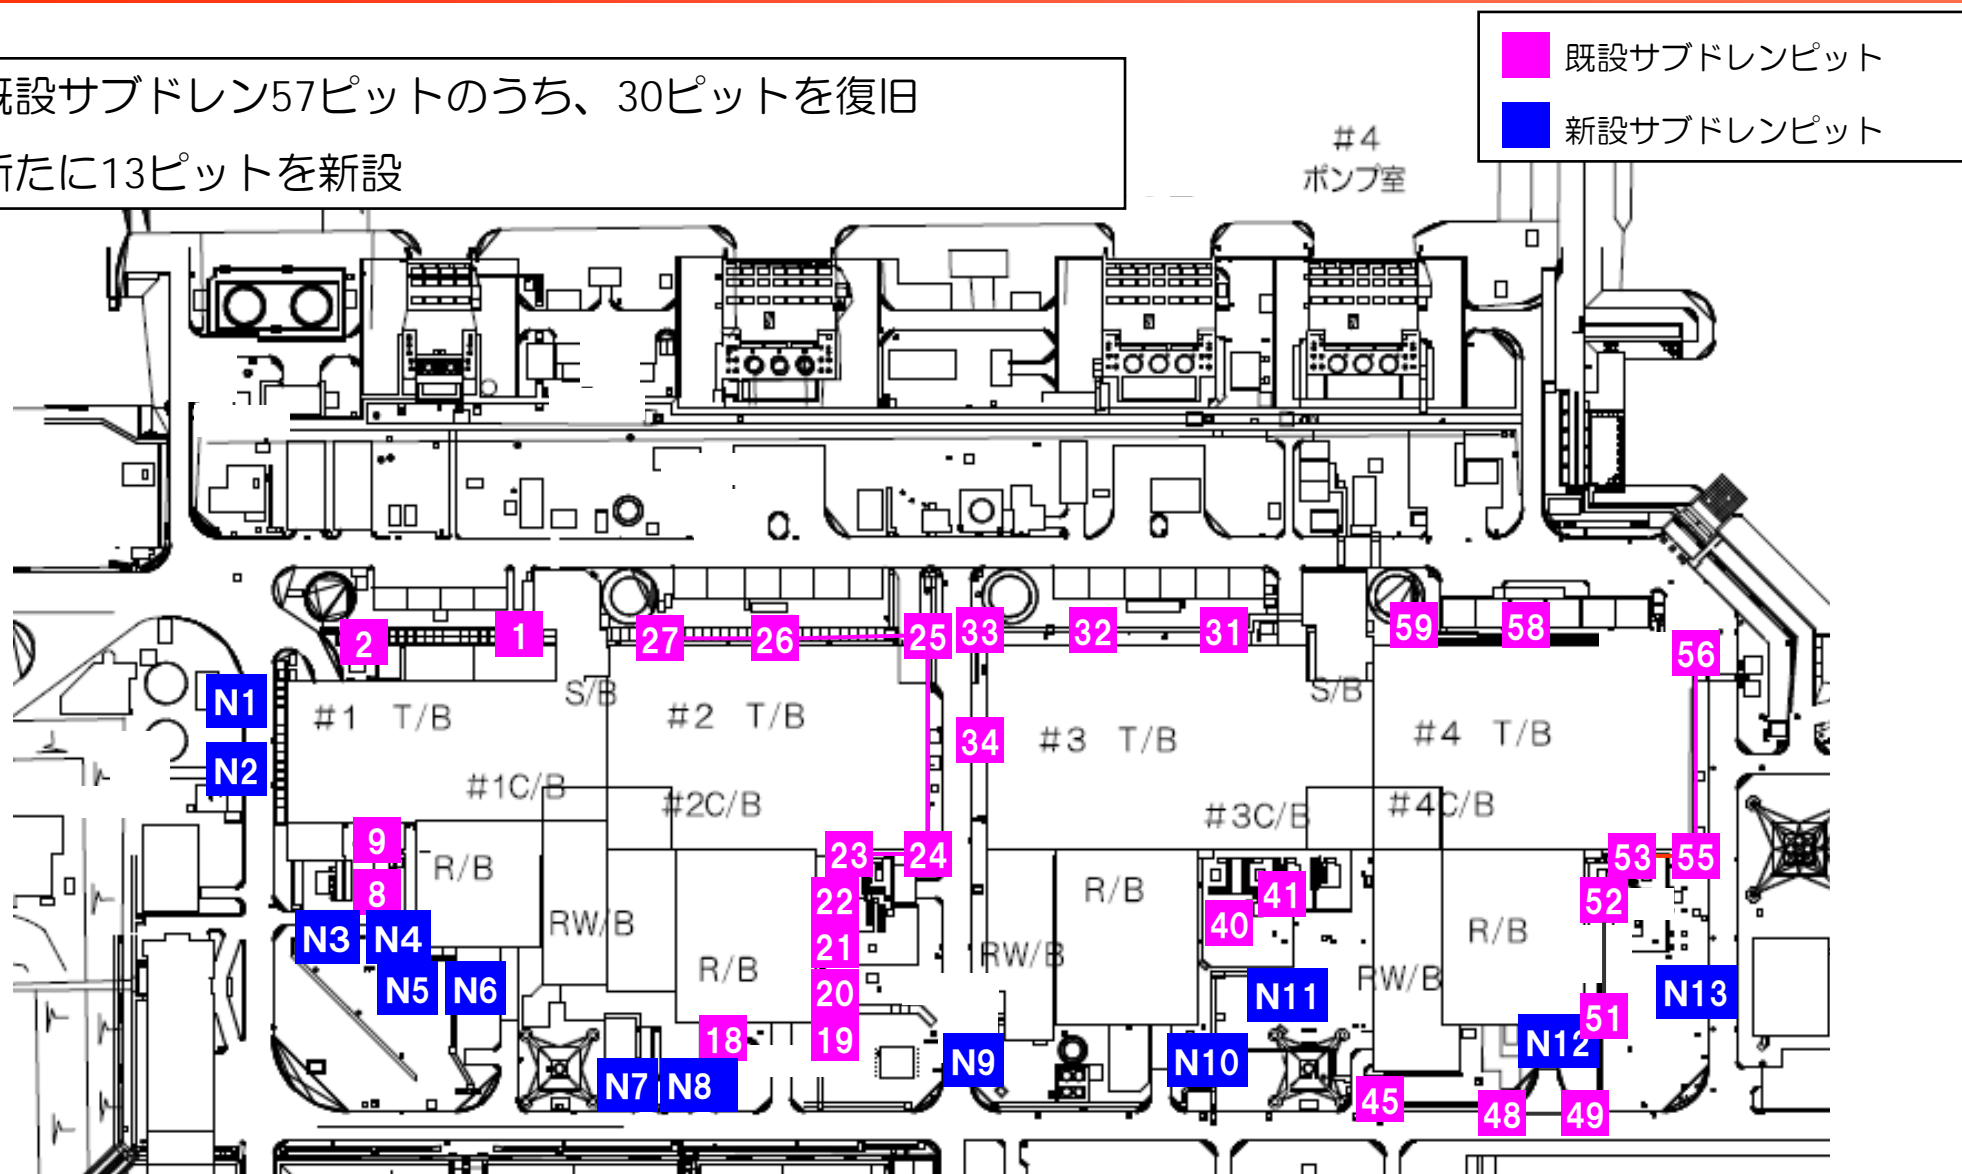 既設サブドレン57ピットのうち、30ピットを復旧
新たに13ピットを新設
既設サブドレンピット
新設サブドレンピット
#4
ポンプ室
2
1
27
26
25
33
32
31
59
58
56
N1
#1 T/B
S/B
#2 T/B
34
#3 T/B
S/B
#4 T/B
N2
#1C/B
#2C/B
#3C/B
#4C/B
9
8
R/B
23
24
53
55
22
R/B
41
40
52
N3
N4
RW/B
21
RW/B
R/B
N5
N6
R/B
20
RW/B
N11
N13
18
19
51
N12
N7
N8
N9
N10
45
48
49